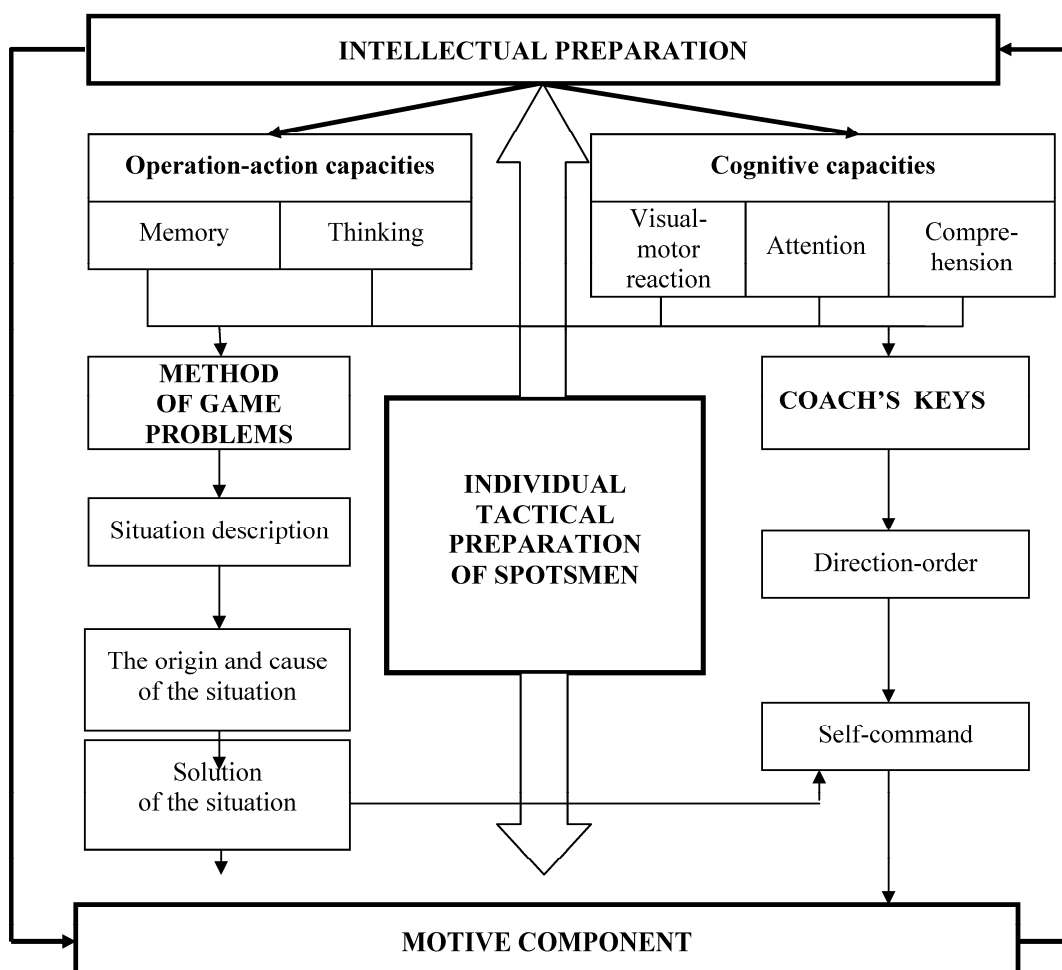 INTELLECTUAL PREPARATION
Operation-action capacities
Memory
Thinking
Cognitive capacities
Visual-
motor
reaction
Attention
Compre-
hension
METHOD
OF GAME
PROBLEMS
COACH’S KEYS
INDIVIDUAL
TACTICAL
PREPARATION
OF SPOTSMEN
Situation description
Direction-order
The origin and cause
of the situation
Self-command
Solution
of the situation
MOTIVE COMPONENT